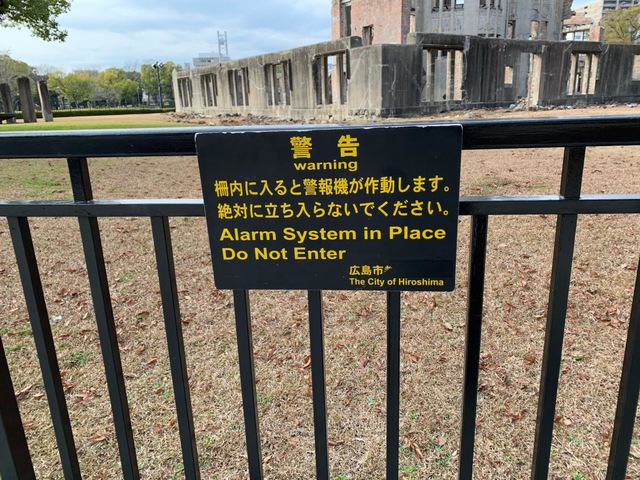 警告
warning
柵内に入ると警報機が作動します。
絶対に立ち入らないでください。
Alarm System in Place
Do Not Enter
広島市
The City of Hiroshima